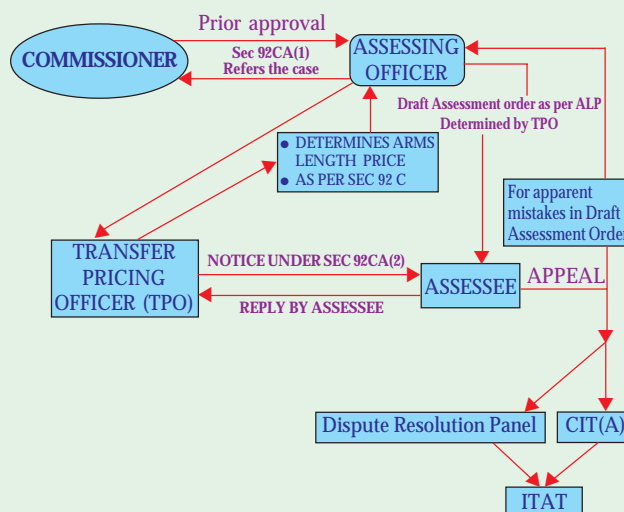 Prior approval
COMMISSIONER
Sec 92CA(1)
Refers the case
ASSESSING
OFFICER
Draft Assessment order as per ALP
Determined by TPO
• DETERMINES ARMS
LENGTH PRICE
• AS PER SEC 92 C
For apparent
mistakes in Draft
Assessment Order
TRANSFER
PRICING
OFFICER (TPO)
NOTICE UNDER SEC 92CA(2)
REPLY BY ASSESSEE
ASSESSEE
APPEAL
Dispute Resolution Panel
CIT(A)
ITAT